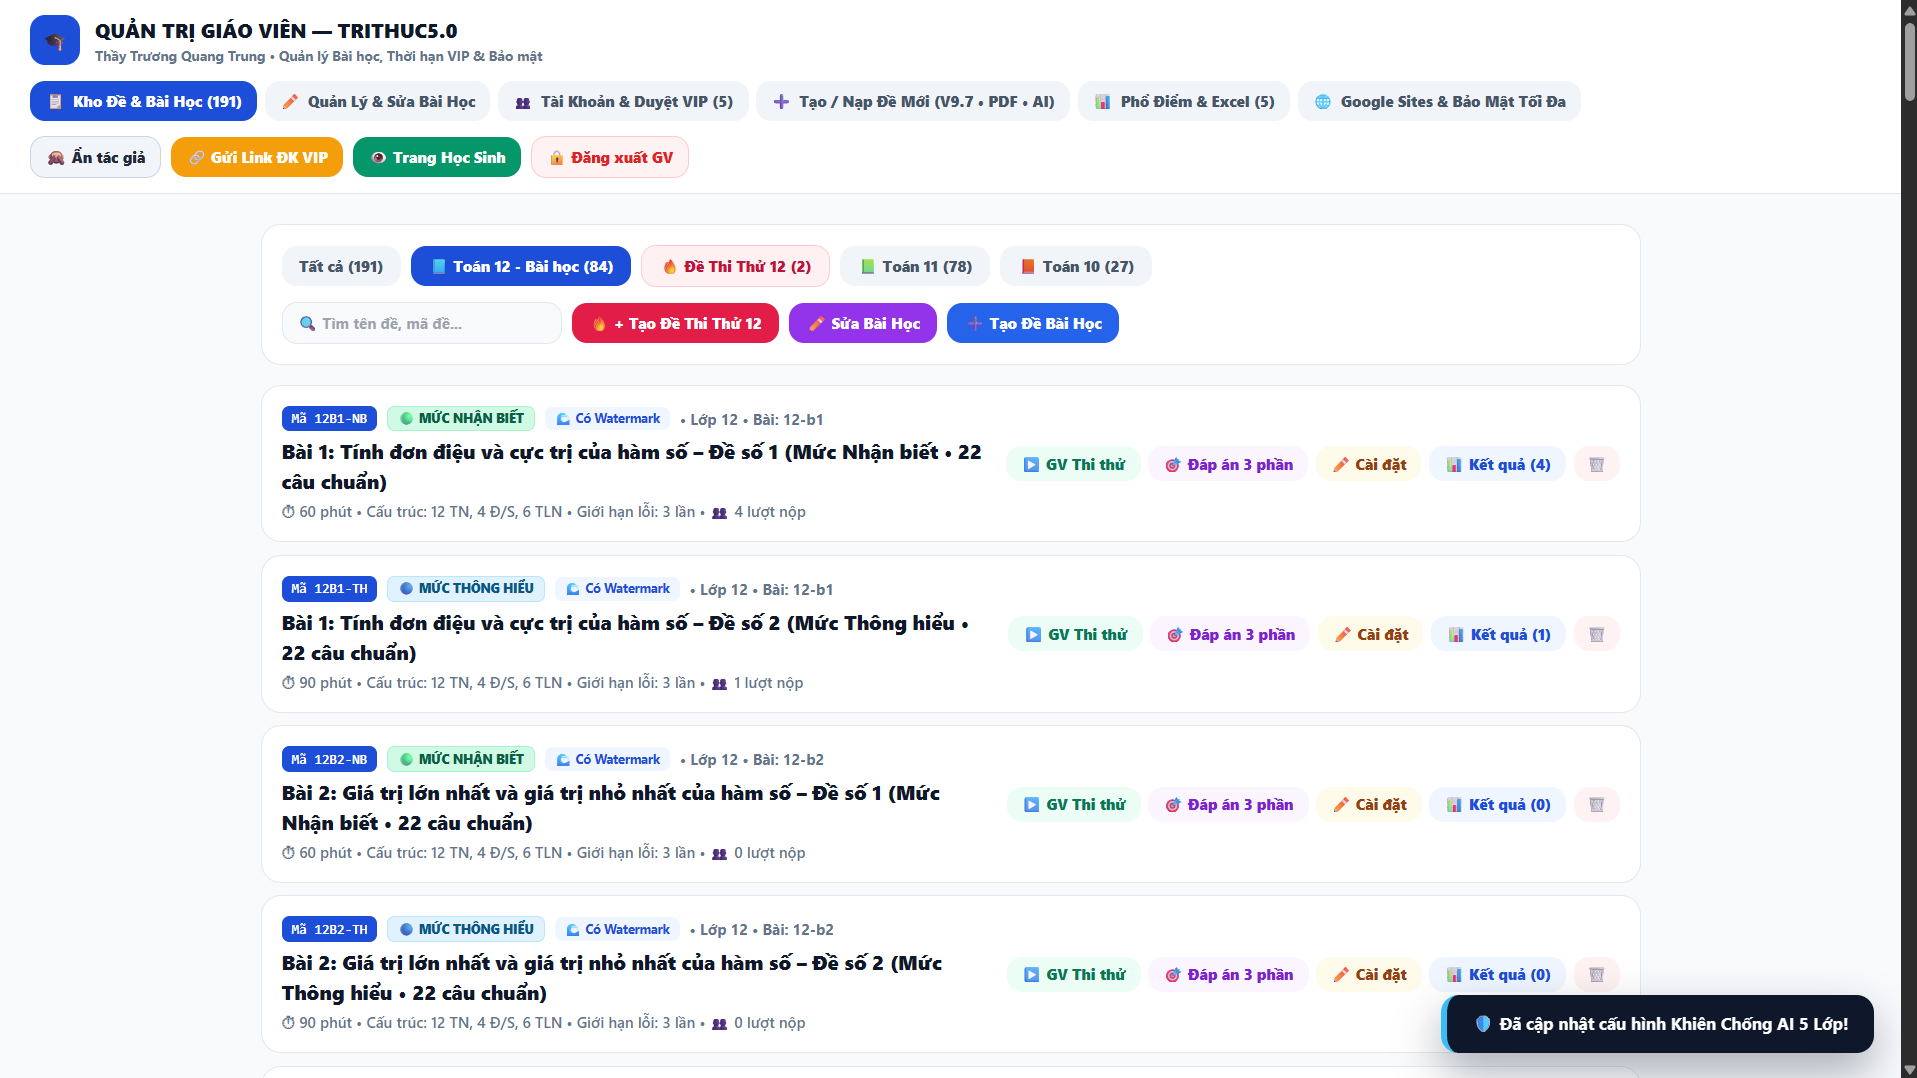 QUẢN TRỊ GIÁO VIÊN — TRITHUC5.0
Thầy Trương Quang Trung • Quản lý Bài học, Thời hạn VIP & Bảo mật
Kho Đề & Bài Học (191)
Quản Lý & Sửa Bài Học
Tài Khoản & Duyệt VIP (5)
Tạo / Nạp Đề Mới (V9.7 • PDF • AI)
Phổ Điểm & Excel (5)
Google Sites & Bảo Mật Tối Đa
Ẩn tác giả
Gửi Link ĐK VIP
Trang Học Sinh
Đăng xuất GV
Tất cả (191)
Toán 12 - Bài học (84)
Đề Thi Thử 12 (2)
Toán 11 (78)
Toán 10 (27)
Tìm tên đề, mã đề...
+ Tạo Đề Thi Thử 12
Sửa Bài Học
Tạo Đề Bài Học
Mã 12B1-NB
MỨC NHẬN BIẾT
Có Watermark
• Lớp 12 • Bài: 12-b1
Bài 1: Tính đơn điệu và cực trị của hàm số – Đề số 1 (Mức Nhận biết • 22
câu chuẩn)
60 phút • Cấu trúc: 12 TN, 4 Đ/S, 6 TLN • Giới hạn lỗi: 3 lần • 4 lượt nộp
GV Thi thử
Đáp án 3 phần
Cài đặt
Kết quả (4)
Mã 12B1-TH
MỨC THÔNG HIỂU
Có Watermark
• Lớp 12 • Bài: 12-b1
Bài 1: Tính đơn điệu và cực trị của hàm số – Đề số 2 (Mức Thông hiểu •
22 câu chuẩn)
90 phút • Cấu trúc: 12 TN, 4 Đ/S, 6 TLN • Giới hạn lỗi: 3 lần • 1 lượt nộp
GV Thi thử
Đáp án 3 phần
Cài đặt
Kết quả (1)
Mã 12B2-NB
MỨC NHẬN BIẾT
Có Watermark
• Lớp 12 • Bài: 12-b2
Bài 2: Giá trị lớn nhất và giá trị nhỏ nhất của hàm số – Đề số 1 (Mức
Nhận biết • 22 câu chuẩn)
60 phút • Cấu trúc: 12 TN, 4 Đ/S, 6 TLN • Giới hạn lỗi: 3 lần • 0 lượt nộp
GV Thi thử
Đáp án 3 phần
Cài đặt
Kết quả (0)
Mã 12B2-TH
MỨC THÔNG HIỂU
Có Watermark
• Lớp 12 • Bài: 12-b2
Bài 2: Giá trị lớn nhất và giá trị nhỏ nhất của hàm số – Đề số 2 (Mức
Thông hiểu • 22 câu chuẩn)
90 phút • Cấu trúc: 12 TN, 4 Đ/S, 6 TLN • Giới hạn lỗi: 3 lần • 0 lượt nộp
GV Thi thử
Đáp án 3 phần
Cài đặt
Kết quả (0)
Đã cập nhật cấu hình Khiên Chống AI 5 Lớp!